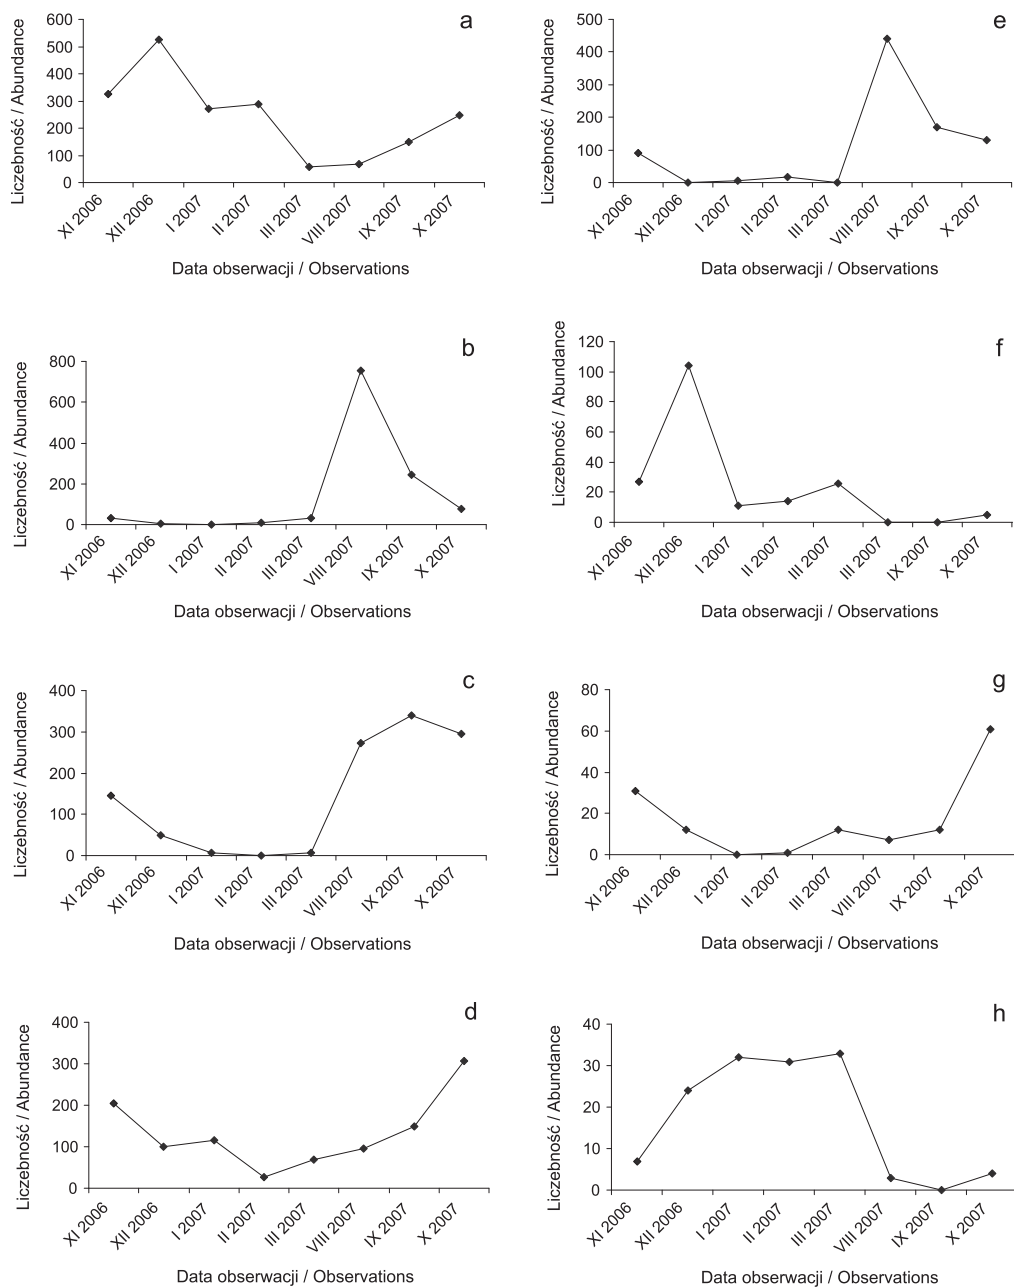 a
Liczebność / Abundance
600
500
400
300
200
100
0
XI 2006
XII 2006
I 2007
II 2007
III 2007
VIII 2007
IX 2007
X 2007
Data obserwacji / Observations
e
Liczebność / Abundance
500
400
300
200
100
0
XI 2006
XII 2006
I 2007
II 2007
III 2007
VIII 2007
IX 2007
X 2007
Data obserwacji / Observations
b
Liczebność / Abundance
800
600
400
200
0
XI 2006
XII 2006
I 2007
II 2007
III 2007
VIII 2007
IX 2007
X 2007
Data obserwacji / Observations
f
Liczebność / Abundance
120
100
80
60
40
20
0
XI 2006
XII 2006
I 2007
II 2007
III 2007
III 2007
IX 2007
X 2007
Data obserwacji / Observations
c
Liczebność / Abundance
400
300
200
100
0
XI 2006
XII 2006
I 2007
II 2007
III 2007
VIII 2007
IX 2007
X 2007
Data obserwacji / Observations
g
Liczebność / Abundance
80
60
40
20
0
XI 2006
XII 2006
I 2007
II 2007
III 2007
VIII 2007
IX 2007
X 2007
Data obserwacji / Observations
d
Liczebność / Abundance
400
300
200
100
0
XI 2006
XII 2006
I 2007
II 2007
III 2007
VIII 2007
IX 2007
X 2007
Data obserwacji / Observations
h
Liczebność / Abundance
40
30
20
10
0
XI 2006
XII 2006
I 2007
II 2007
III 2007
VIII 2007
IX 2007
X 2007
Data obserwacji / Observations